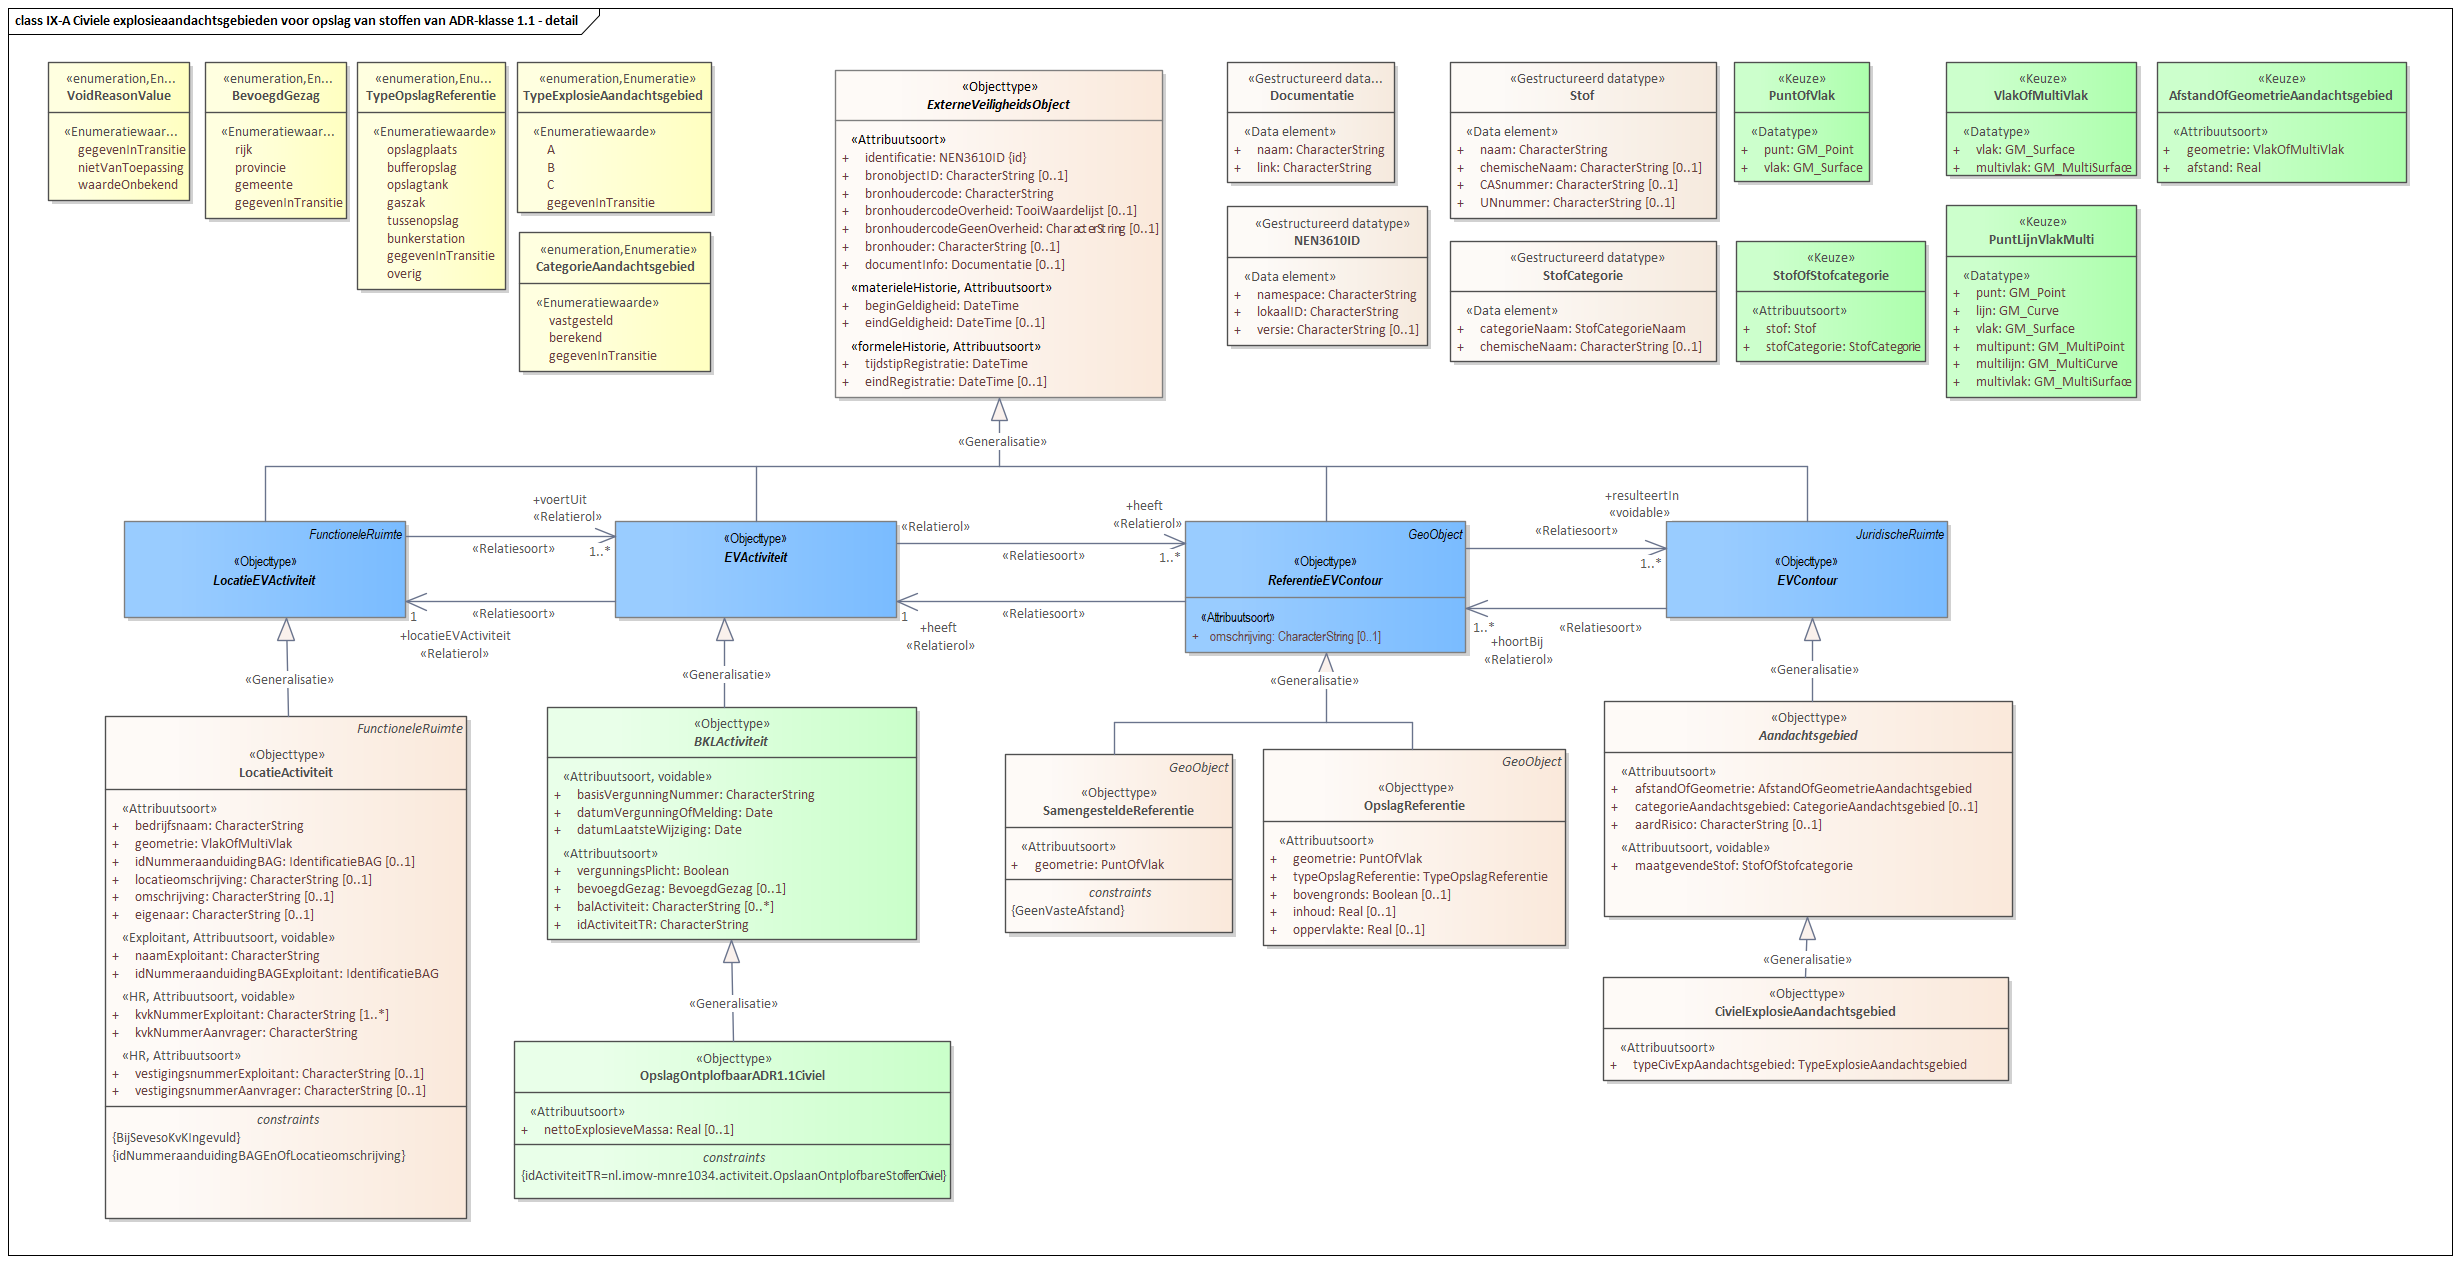 class IX-A Civiele explosieaandachtsgebieden voor opslag van stoffen van ADR-klasse 1.1 - detail
«enumeration,En...
VoidReasonValue
«Enumeratiewaar...
gegevenInTransitie
nietVanToepassing
waardeOnbekend
«enumeration,En...
BevoegdGezag
«Enumeratiewaar...
rijk
provincie
gemeente
gegevenInTransitie
«enumeration,Enu...
TypeOpslagReferentie
«Enumeratiewaarde»
opslagplaats
bufferopslag
opslagtank
gaszak
tussenopslag
bunkerstation
gegevenInTransitie
overig
«enumeration,Enumeratie»
TypeExplosieAandachtsgebied
«Enumeratiewaarde»
A
B
C
gegevenInTransitie
«enumeration,Enumeratie»
CategorieAandachtsgebied
«Enumeratiewaarde»
vastgesteld
berekend
gegevenInTransitie
«Objecttype»
ExterneVeiligheidsObject
«Attribuutsoort»
+ identificatie: NEN3610ID {id}
+ bronobjectID: CharacterString [0..1]
+ bronhoudercode: CharacterString
+ bronhoudercodeOverheid: TooiWaardelijst [0..1]
+ bronhoudercodeGeenOverheid: CharacterString [0..1]
+ bronhouder: CharacterString [0..1]
+ documentInfo: Documentatie [0..1]
«materieleHistorie, Attribuutsoort»
+ beginGeldigheid: DateTime
+ eindGeldigheid: DateTime [0..1]
«formeleHistorie, Attribuutsoort»
+ tijdstipRegistratie: DateTime
+ eindRegistratie: DateTime [0..1]
«Gestructureerd data...
Documentatie
«Data element»
+ naam: CharacterString
+ link: CharacterString
«Gestructureerd datatype»
NEN3610ID
«Data element»
+ namespace: CharacterString
+ lokaalID: CharacterString
+ versie: CharacterString [0..1]
«Gestructureerd datatype»
Stof
«Data element»
+ naam: CharacterString
+ chemischeNaam: CharacterString [0..1]
+ CASnummer: CharacterString [0..1]
+ UNnummer: CharacterString [0..1]
«Gestructureerd datatype»
StofCategorie
«Data element»
+ categorieNaam: StofCategorieNaam
+ chemischeNaam: CharacterString [0..1]
«Keuze»
PuntOfVlak
«Datatype»
+ punt: GM_Point
+ vlak: GM_Surface
«Keuze»
StofOfStofcategorie
«Attribuutsoort»
+ stof: Stof
+ stofCategorie: StofCategorie
«Keuze»
VlakOfMultiVlak
«Datatype»
+ vlak: GM_Surface
+ multivlak: GM_MultiSurface
«Keuze»
PuntLijnVlakMulti
«Datatype»
+ punt: GM_Point
+ lijn: GM_Curve
+ vlak: GM_Surface
+ multipunt: GM_MultiPoint
+ multilijn: GM_MultiCurve
+ multivlak: GM_MultiSurface
«Keuze»
AfstandOfGeometrieAandachtsgebied
«Attribuutsoort»
+ geometrie: VlakOfMultiVlak
+ afstand: Real
«Generalisatie»
FunctioneleRuimte
«Objecttype»
LocatieEVActiviteit
+voertUit
«Relatierol»
«Relatiesoort»
1..*
«Relatiesoort»
1
+locatieEVActiviteit
«Relatierol»
«Objecttype»
EVActiviteit
«Relatierol»
+heeft
«Relatierol»
«Relatiesoort»
1..*
«Relatiesoort»
1
+heeft
«Relatierol»
GeoObject
«Objecttype»
ReferentieEVContour
«Attribuutsoort»
+ omschrijving: CharacterString [0..1]
+resulteertIn
«voidable»
«Relatierol»
«Relatiesoort»
1..*
«Relatiesoort»
1..*
+hoortBij
«Relatierol»
JuridischeRuimte
«Objecttype»
EVContour
«Generalisatie»
«Generalisatie»
«Generalisatie»
«Generalisatie»
FunctioneleRuimte
«Objecttype»
LocatieActiviteit
«Attribuutsoort»
+ bedrijfsnaam: CharacterString
+ geometrie: VlakOfMultiVlak
+ idNummeraanduidingBAG: IdentificatieBAG [0..1]
+ locatieomschrijving: CharacterString [0..1]
+ omschrijving: CharacterString [0..1]
+ eigenaar: CharacterString [0..1]
«Exploitant, Attribuutsoort, voidable»
+ naamExploitant: CharacterString
+ idNummeraanduidingBAGExploitant: IdentificatieBAG
«HR, Attribuutsoort, voidable»
+ kvkNummerExploitant: CharacterString [1..*]
+ kvkNummerAanvrager: CharacterString
«HR, Attribuutsoort»
+ vestigingsnummerExploitant: CharacterString [0..1]
+ vestigingsnummerAanvrager: CharacterString [0..1]
constraints
{BijSevesoKvKIngevuld}
{idNummeraanduidingBAGEnOfLocatieomschrijving}
«Objecttype»
BKLActiviteit
«Attribuutsoort, voidable»
+ basisVergunningNummer: CharacterString
+ datumVergunningOfMelding: Date
+ datumLaatsteWijziging: Date
«Attribuutsoort»
+ vergunningsPlicht: Boolean
+ bevoegdGezag: BevoegdGezag [0..1]
+ balActiviteit: CharacterString [0..*]
+ idActiviteitTR: CharacterString
«Generalisatie»
«Objecttype»
OpslagOntplofbaarADR1.1Civiel
«Attribuutsoort»
+ nettoExplosieveMassa: Real [0..1]
constraints
{idActiviteitTR=nl.imow-mnre1034.activiteit.OpslaanOntplofbareStoffenCiviel}
GeoObject
«Objecttype»
SamengesteldeReferentie
«Attribuutsoort»
+ geometrie: PuntOfVlak
constraints
{GeenVasteAfstand}
GeoObject
«Objecttype»
OpslagReferentie
«Attribuutsoort»
+ geometrie: PuntOfVlak
+ typeOpslagReferentie: TypeOpslagReferentie
+ bovengronds: Boolean [0..1]
+ inhoud: Real [0..1]
+ oppervlakte: Real [0..1]
«Objecttype»
Aandachtsgebied
«Attribuutsoort»
+ afstandOfGeometrie: AfstandOfGeometrieAandachtsgebied
+ categorieAandachtsgebied: CategorieAandachtsgebied [0..1]
+ aardRisico: CharacterString [0..1]
«Attribuutsoort, voidable»
+ maatgevendeStof: StofOfStofcategorie
«Generalisatie»
«Objecttype»
CivielExplosieAandachtsgebied
«Attribuutsoort»
+ typeCivExpAandachtsgebied: TypeExplosieAandachtsgebied